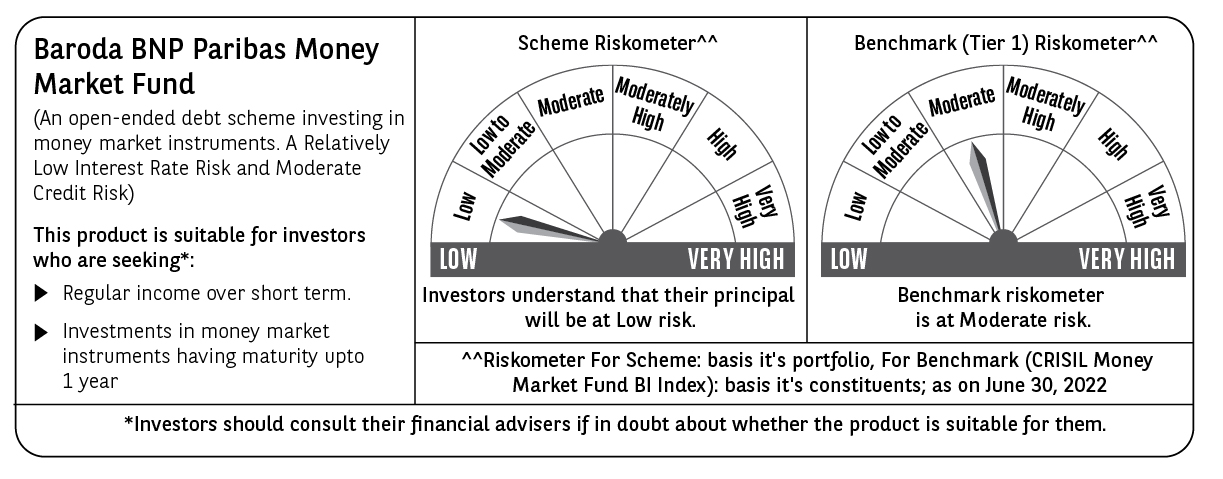 Baroda BNP Paribas Money
Market Fund
(An open-ended debt scheme investing in
money market instruments. A Relatively
Low Interest Rate Risk and Moderate
Credit Risk)
This product is suitable for investors
who are seeking*:
Regular income over short term.
Investments in money market
instruments having maturity upto
1 year
Scheme Riskometer^^
Low
Low to
Moderate
Moderate
Moderately
High
High
Very
High
LOW
VERY HIGH
Investors understand that their principal
will be at Low risk.
Benchmark (Tier 1) Riskometer^^
Low
Low to
Moderate
Moderate
Moderately
High
High
Very
High
LOW
VERY HIGH
Benchmark riskometer
is at Moderate risk.
^^Riskometer For Scheme: basis it's portfolio, For Benchmark (CRISIL Money
Market Fund BI Index): basis it's constituents; as on June 30, 2022
*Investors should consult their financial advisers if in doubt about whether the product is suitable for them.